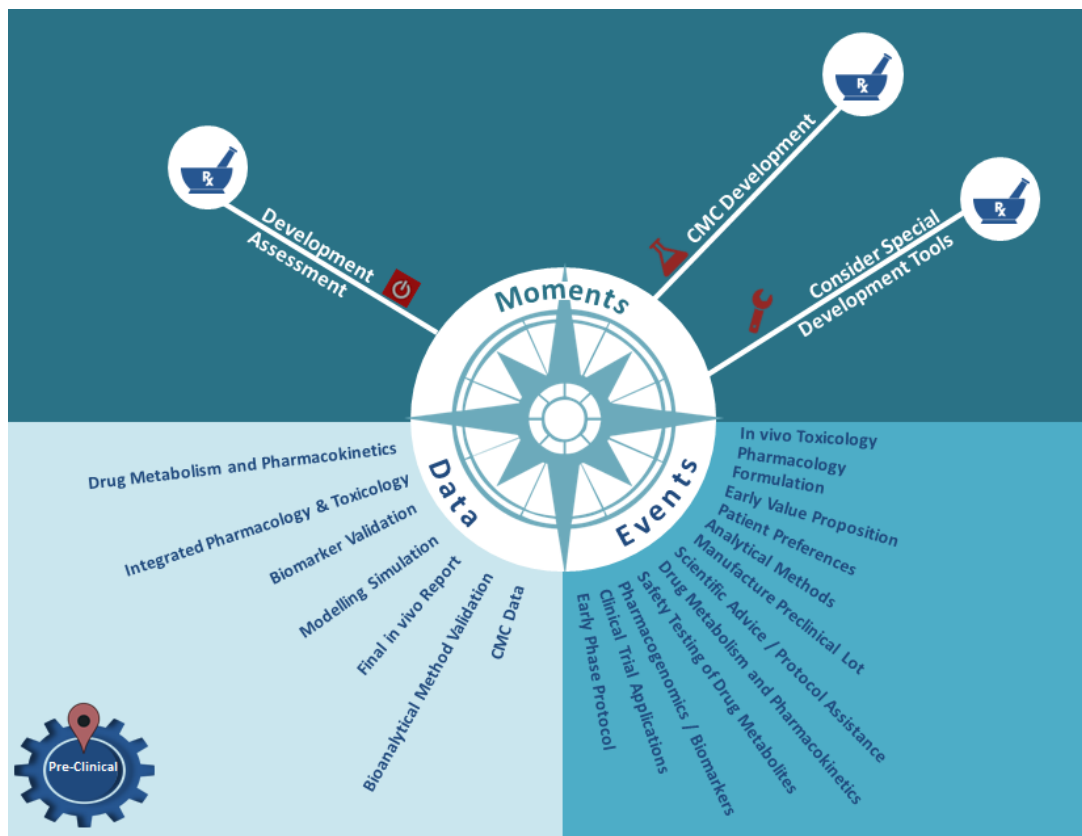 Rx
Rx
Rx
Development
Assessment
CMC Development
Consider Special
Development Tools
Moments
Data
Events
Drug Metabolism and Pharmacokinetics
Integrated Pharmacology & Toxicology
Biomarker Validation
Modelling Simulation
Final in vivo Report
Bioanalytical Method Validation
CMC Data
In vivo Toxicology
Pharmacology
Formulation
Early Value Proposition
Patient Preferences
Analytical Methods
Manufacture Preclinical Lot
Scientific Advice / Protocol Assistance
Drug Metabolism and Pharmacokinetics
Safety Testing of Drug Metabolites
Pharmacogenomics / Biomarkers
Clinical Trial Applications
Early Phase Protocol
Pre-Clinical